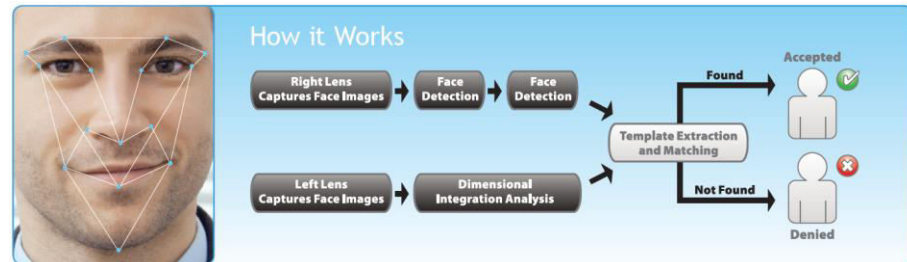 How it Works
Right Lens
Captures Face Images
Face
Detection
Face
Detection
Left Lens
Captures Face Images
Dimensional
Integration Analysis
Template Extraction
and Matching
Found
Accepted
Not Found
Denied